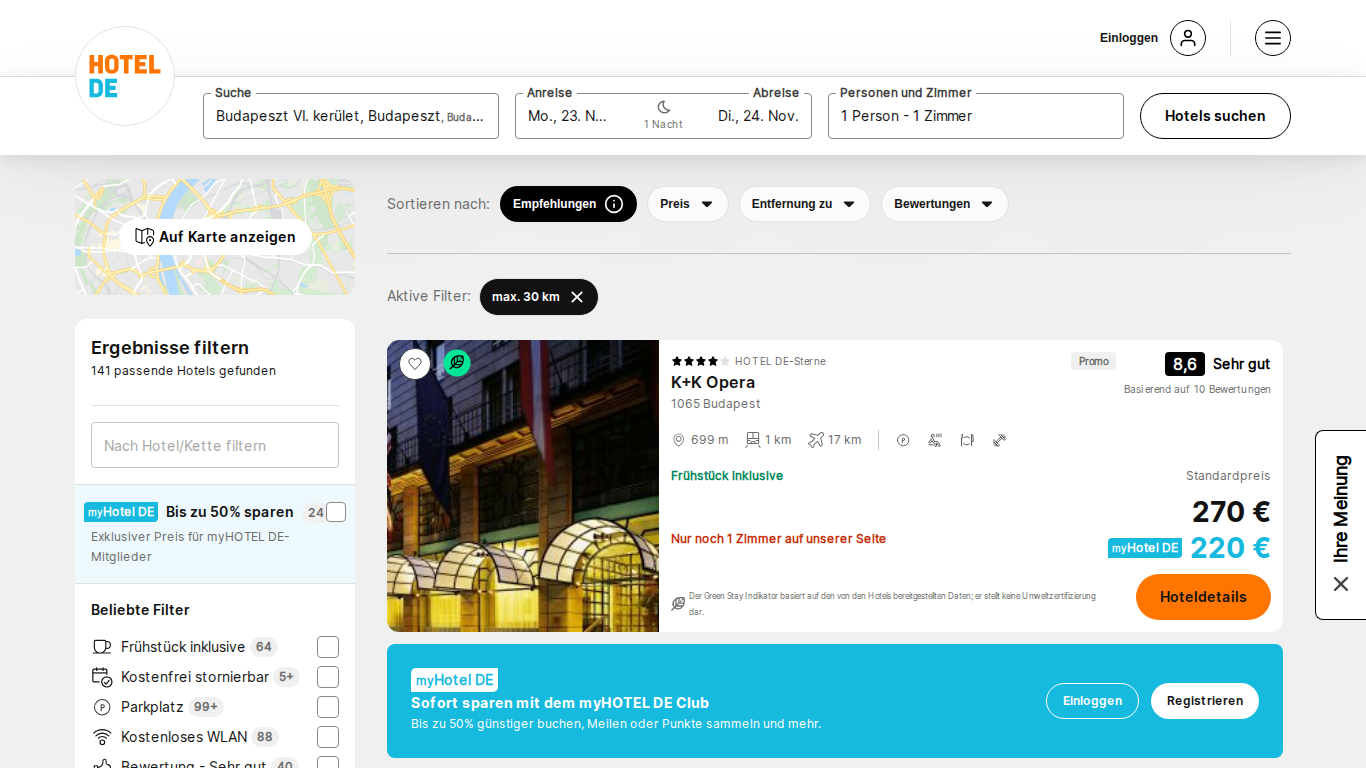 Einloggen
HOTEL
DE
Suche
Budapeszt VI. kerület, Budapeszt, Buda...
Anreise
Abreise
Mo., 23. N...
1 Nacht
Di., 24. Nov.
Personen und Zimmer
1 Person - 1 Zimmer
Hotels suchen
Auf Karte anzeigen
Sortieren nach:
Empfehlungen
Preis
Entfernung zu
Bewertungen
Aktive Filter:
max. 30 km
Ergebnisse filtern
141 passende Hotels gefunden
Nach Hotel/Kette filtern
myHotel DE Bis zu 50% sparen 24
Exklusiver Preis für myHOTEL DE-
Mitglieder
Beliebte Filter
Frühstück inklusive 64
Kostenfrei stornierbar 5+
Parkplatz 99+
Kostenloses WLAN 88
Bewertung - Sehr gut 40
HOTEL DE-Sterne
K+K Opera
1065 Budapest
Promo
8,6 Sehr gut
Basierend auf 10 Bewertungen
699 m
1 km
17 km
Frühstück inklusive
Standardpreis
270 €
Nur noch 1 Zimmer auf unserer Seite
myHotel DE 220 €
Der Green Stay Indikator basiert auf den von den Hotels bereitgestellten Daten; er stellt keine Umweltzertifizierung
dar.
Hoteldetails
myHotel DE
Sofort sparen mit dem myHOTEL DE Club
Bis zu 50% günstiger buchen, Meilen oder Punkte sammeln und mehr.
Einloggen
Registrieren
Ihre Meinung